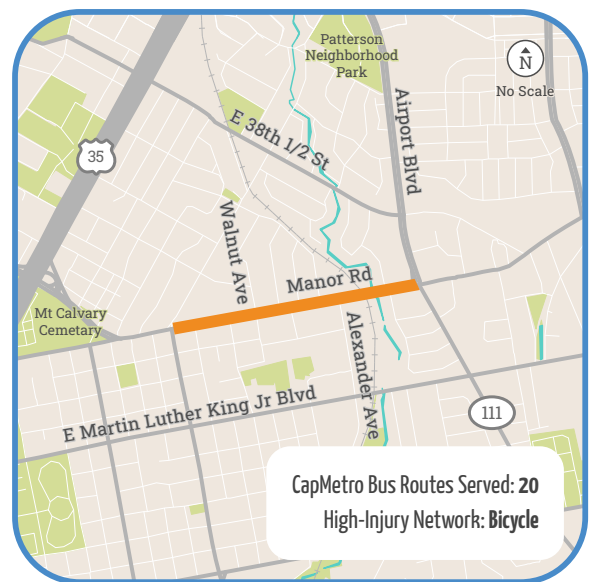 Patterson
Neighborhood
Park
N
No Scale
Airport Blvd
E 38th 1/2 St
35
Walnut Ave
Manor Rd
Mt Calvary
Cemetary
Alexander Ave
E Martin Luther King Jr Blvd
111
CapMetro Bus Routes Served: 20
High-Injury Network: Bicycle